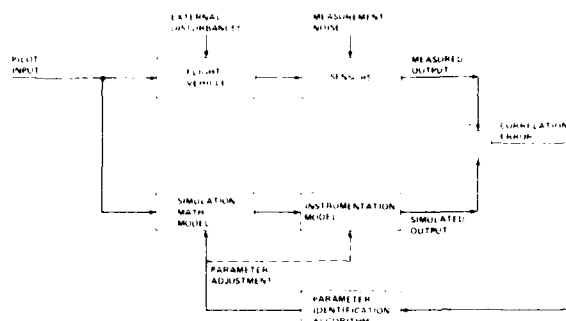 EXTERNAL
DISTURBANCES
MEASUREMENT
NOISE
PILOT
INPUT
FLIGHT
VEHICLE
SENSORS
MEASURED
OUTPUT
CORRELATION
ERROR
SIMULATION
MATH
MODEL
INSTRUMENTATION
MODEL
SIMULATED
OUTPUT
PARAMETER
ADJUSTMENT
PARAMETER
IDENTIFICATION
ALGORITHM